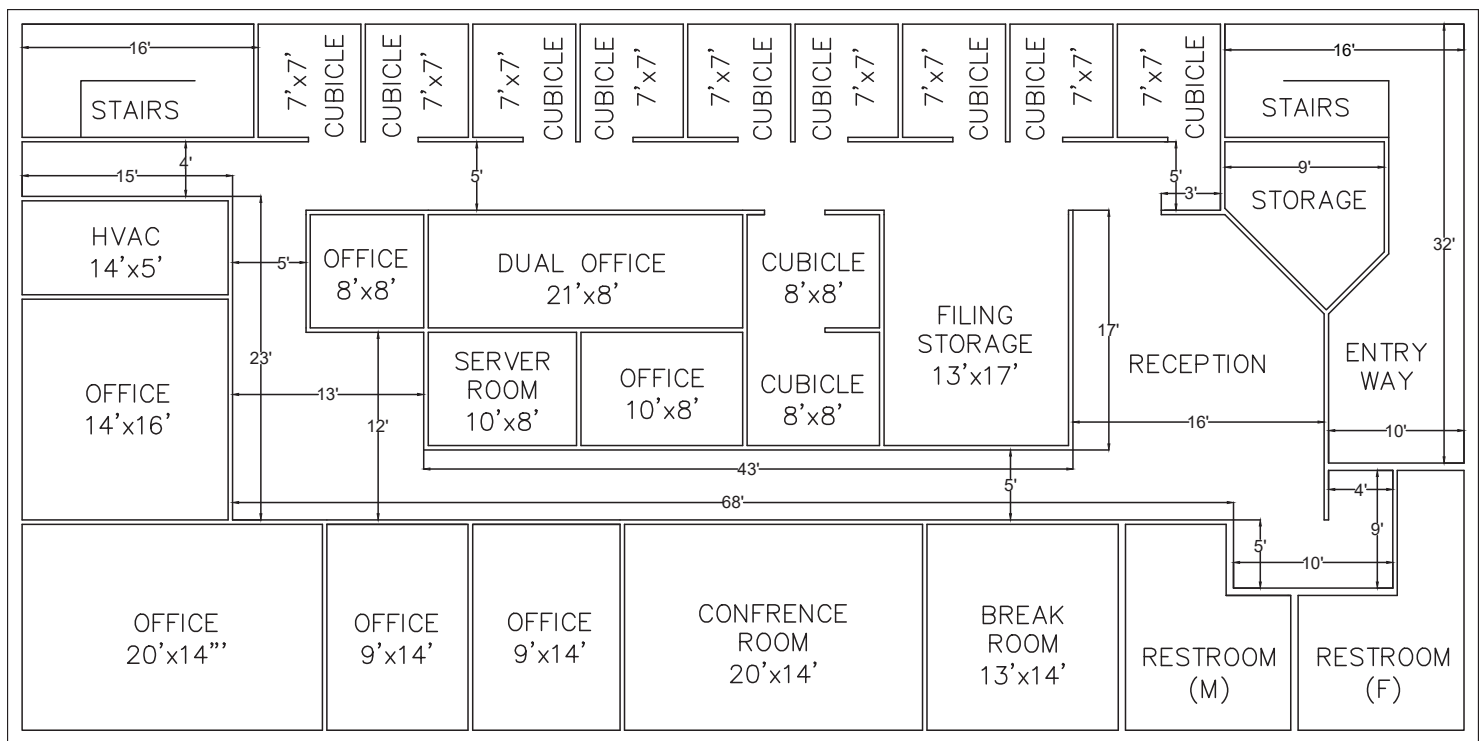 16'
STAIRS
7'x7'
CUBICLE
CUBICLE
7'x7'
7'x7'
CUBICLE
CUBICLE
7'x7'
7'x7'
CUBICLE
CUBICLE
7'x7'
7'x7'
CUBICLE
CUBICLE
7'x7'
7'x7'
CUBICLE
16'
STAIRS
4'
15'
5'
5'
3'
9'
STORAGE
32'
HVAC
14'x5'
5'
OFFICE
8'x8'
DUAL OFFICE
21'x8'
CUBICLE
8'x8'
FILING
STORAGE
13'x17'
17'
RECEPTION
ENTRY
WAY
OFFICE
14'x16'
23'
13'
12'
SERVER
ROOM
10'x8'
OFFICE
10'x8'
CUBICLE
8'x8'
16'
10'
43'
68'
5'
4'
9'
5'
10'
OFFICE
20'x14"'
OFFICE
9'x14'
OFFICE
9'x14'
CONFRENCE
ROOM
20'x14'
BREAK
ROOM
13'x14'
RESTROOM
(M)
RESTROOM
(F)